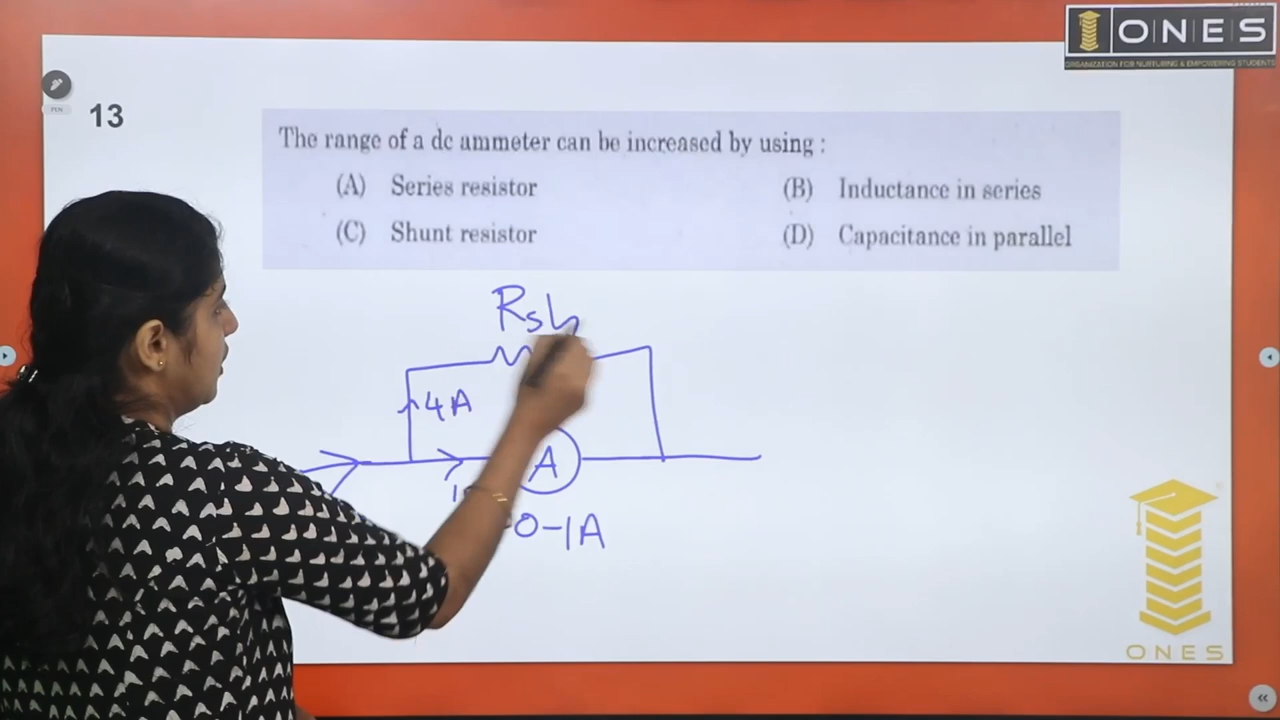 ONES
ORGANIZATION FOR NURTURING & EMPOWERING STUDENTS
PEN
13
The range of a dc ammeter can be increased by using :
(A) Series resistor (B) Inductance in series
(C) Shunt resistor (D) Capacitance in parallel
Rsh
4A
A
0-1A
ONES